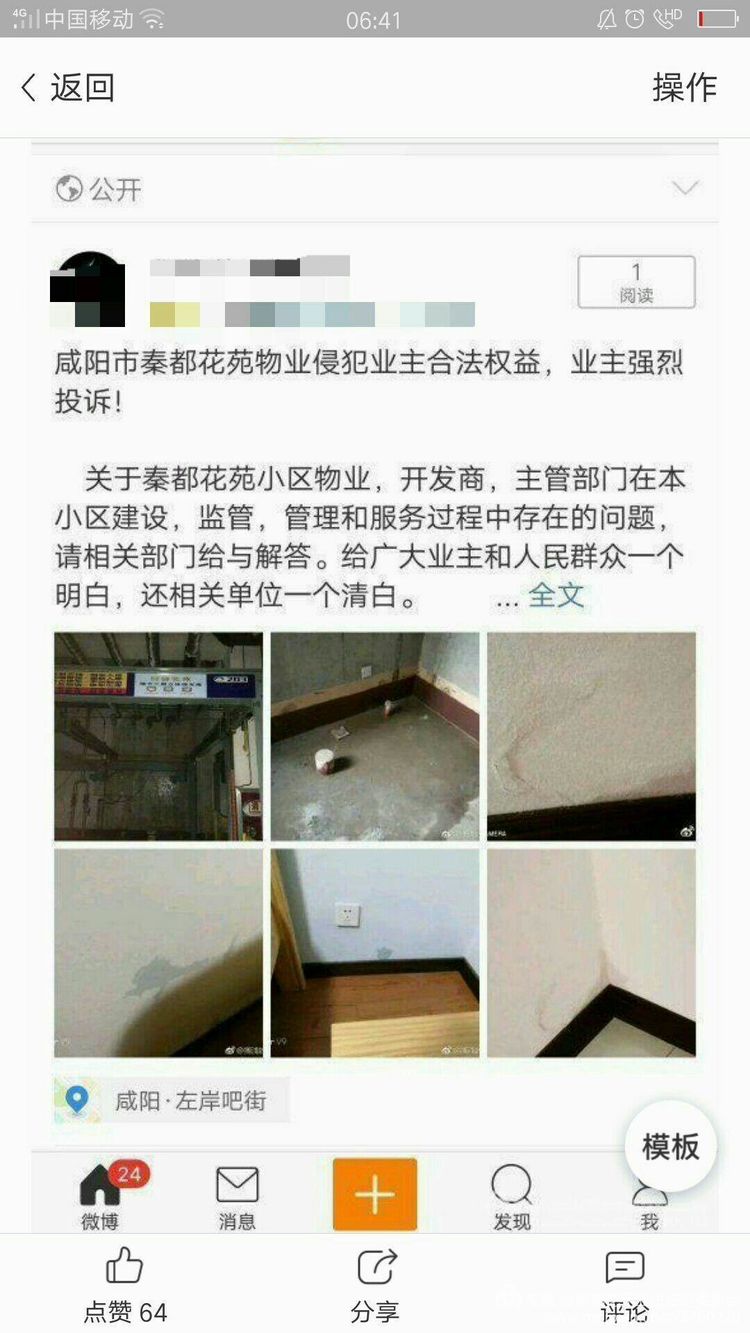 4G 中国移动 06:41 HD
返回 操作
公开
1
阅读
咸阳市秦都花苑物业侵犯业主合法权益，业主强烈
投诉！
关于秦都花苑小区物业，开发商，主管部门在本
小区建设，监管，管理和服务过程中存在的问题，
请相关部门给与解答。给广大业主和人民群众一个
明白，还相关单位一个清白。 ... 全文
咸阳·左岸吧街
模板
24
微博 消息 发现 我
点赞 64 分享 评论